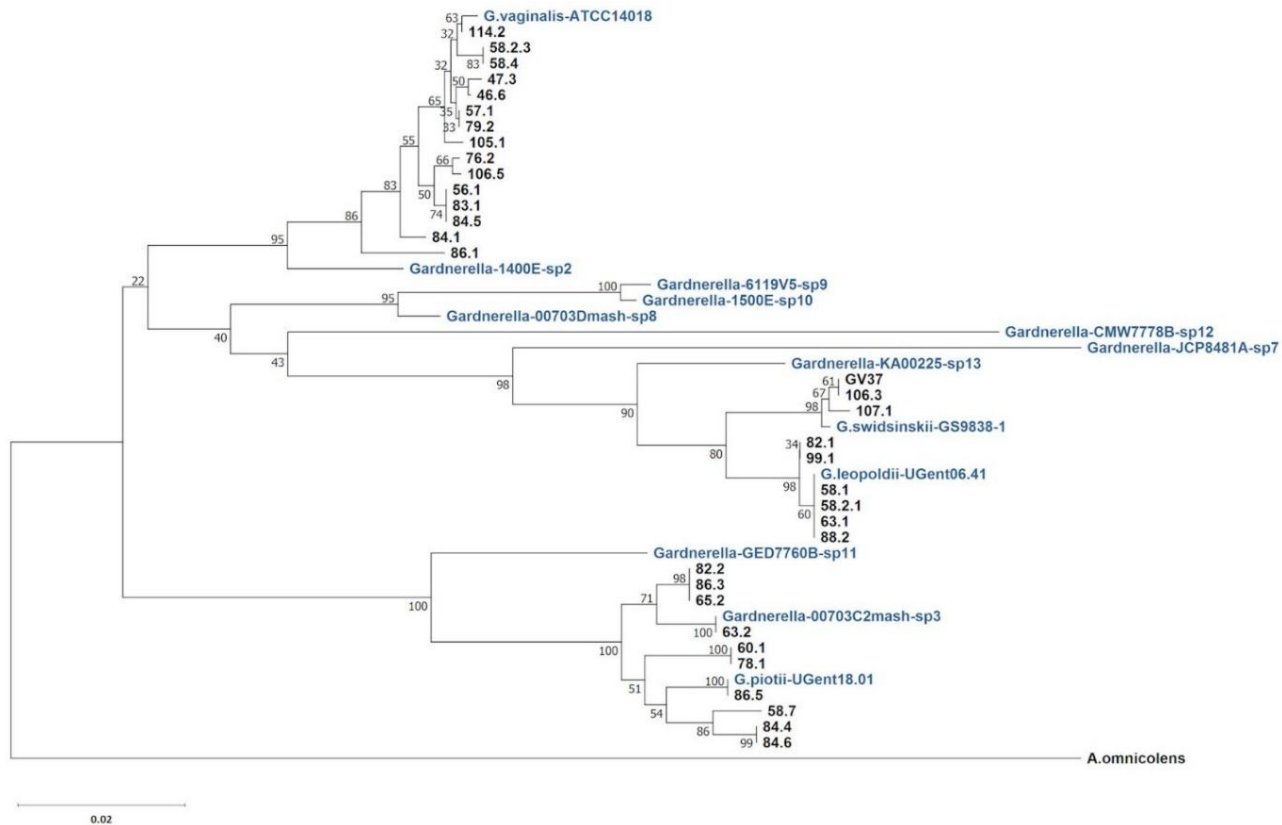 63 G.vaginalis-ATCC14018
32 114.2
58.2.3
32 83 58.4
50 47.3
65 46.6
35 57.1
33 79.2
55 105.1
66 76.2
83 50 106.5
56.1
86 83.1
74 84.5
95 84.1
86.1
Gardnerella-1400E-sp2
22 100 Gardnerella-6119V5-sp9
95 Gardnerella-1500E-sp10
Gardnerella-00703Dmash-sp8
40 Gardnerella-CMW7778B-sp12
43 Gardnerella-JCP8481A-sp7
98 Gardnerella-KA00225-sp13
61 GV37
67 106.3
98 107.1
90 G.swidsinskii-GS9838-1
34 82.1
80 99.1
98 G.leopoldii-UGent06.41
58.1
60 58.2.1
63.1
88.2
Gardnerella-GED7760B-sp11
98 82.2
86.3
71 65.2
100 Gardnerella-00703C2mash-sp3
100 63.2
100 100 60.1
78.1
51 100 G.piotii-UGent18.01
86.5
54 58.7
86 84.4
99 84.6
A.omnicolens
0.02